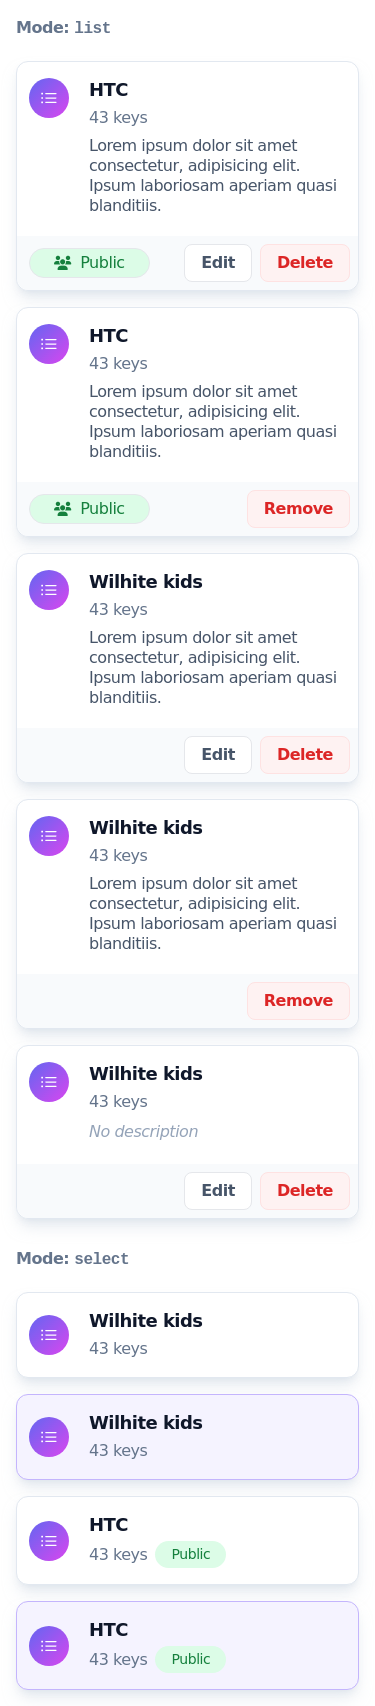 Mode: list
HTC
43 keys
Lorem ipsum dolor sit amet
consectetur, adipisicing elit.
Ipsum laboriosam aperiam quasi
blanditiis.
Public Edit Delete
HTC
43 keys
Lorem ipsum dolor sit amet
consectetur, adipisicing elit.
Ipsum laboriosam aperiam quasi
blanditiis.
Public Remove
Wilhite kids
43 keys
Lorem ipsum dolor sit amet
consectetur, adipisicing elit.
Ipsum laboriosam aperiam quasi
blanditiis.
Edit Delete
Wilhite kids
43 keys
Lorem ipsum dolor sit amet
consectetur, adipisicing elit.
Ipsum laboriosam aperiam quasi
blanditiis.
Remove
Wilhite kids
43 keys
No description
Edit Delete
Mode: select
Wilhite kids
43 keys
Wilhite kids
43 keys
HTC
43 keys Public
HTC
43 keys Public